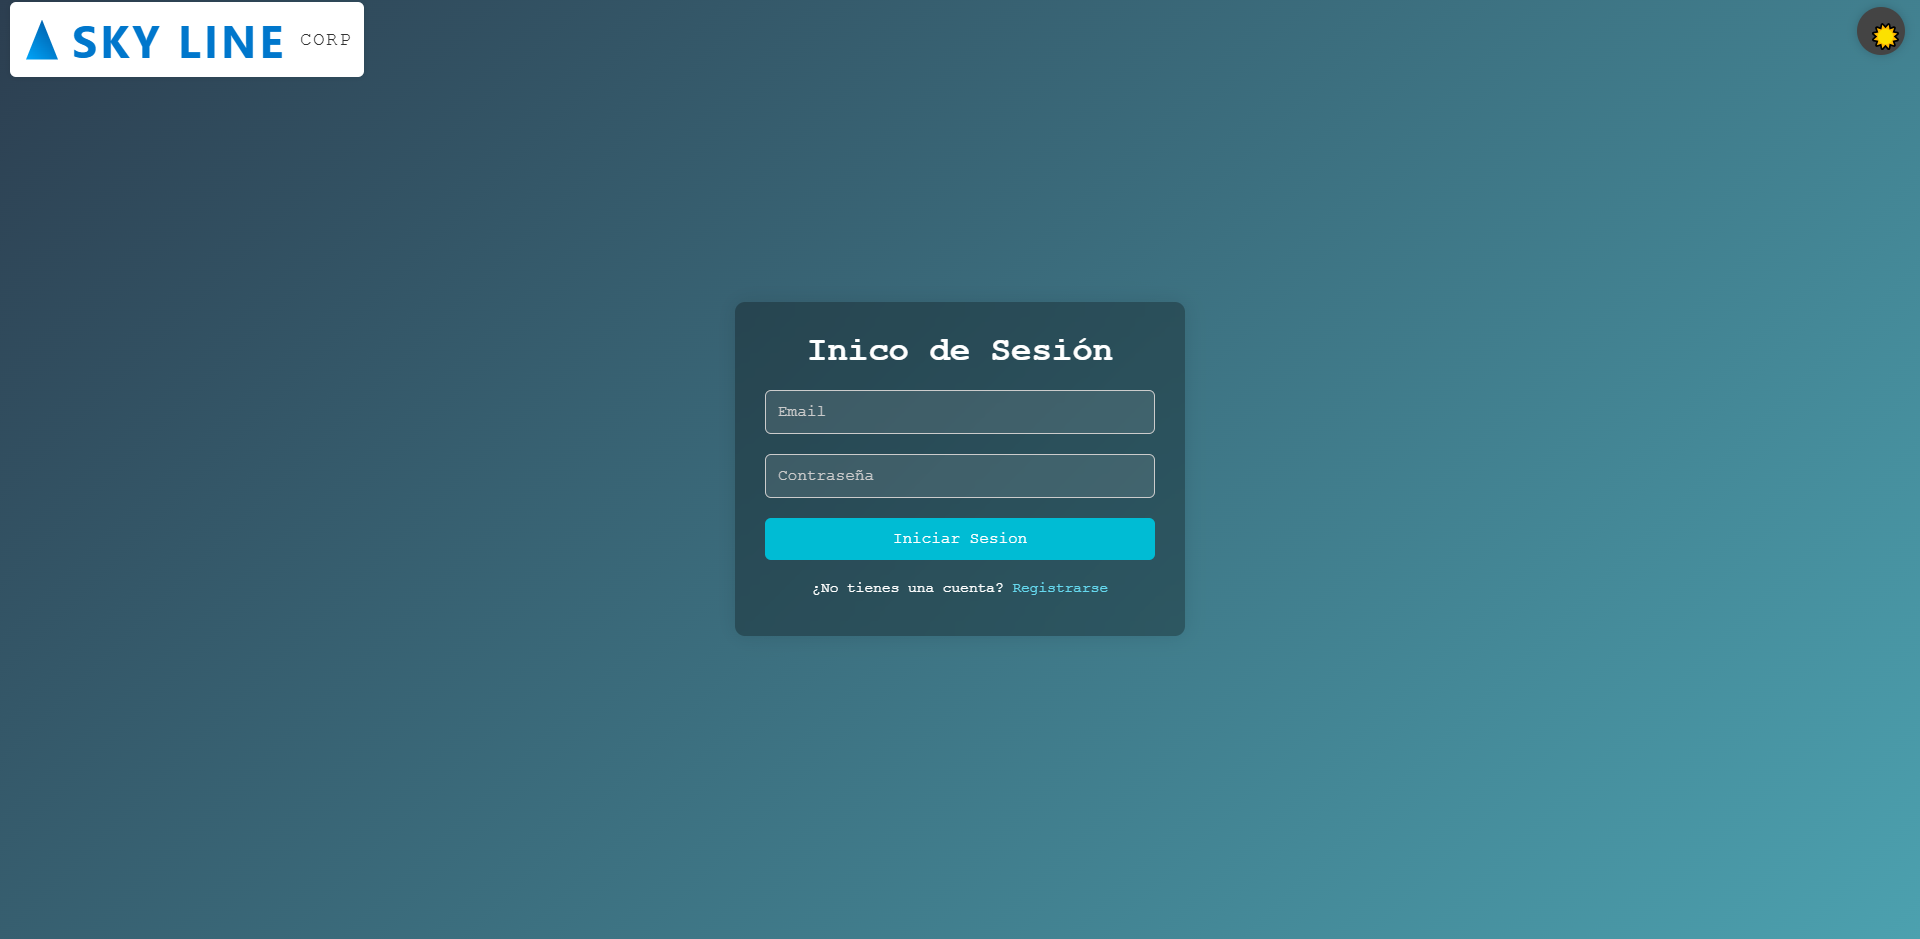 SKY LINE CORP
Inico de Sesión
Email
Contraseña
Iniciar Sesion
¿No tienes una cuenta? Registrarse